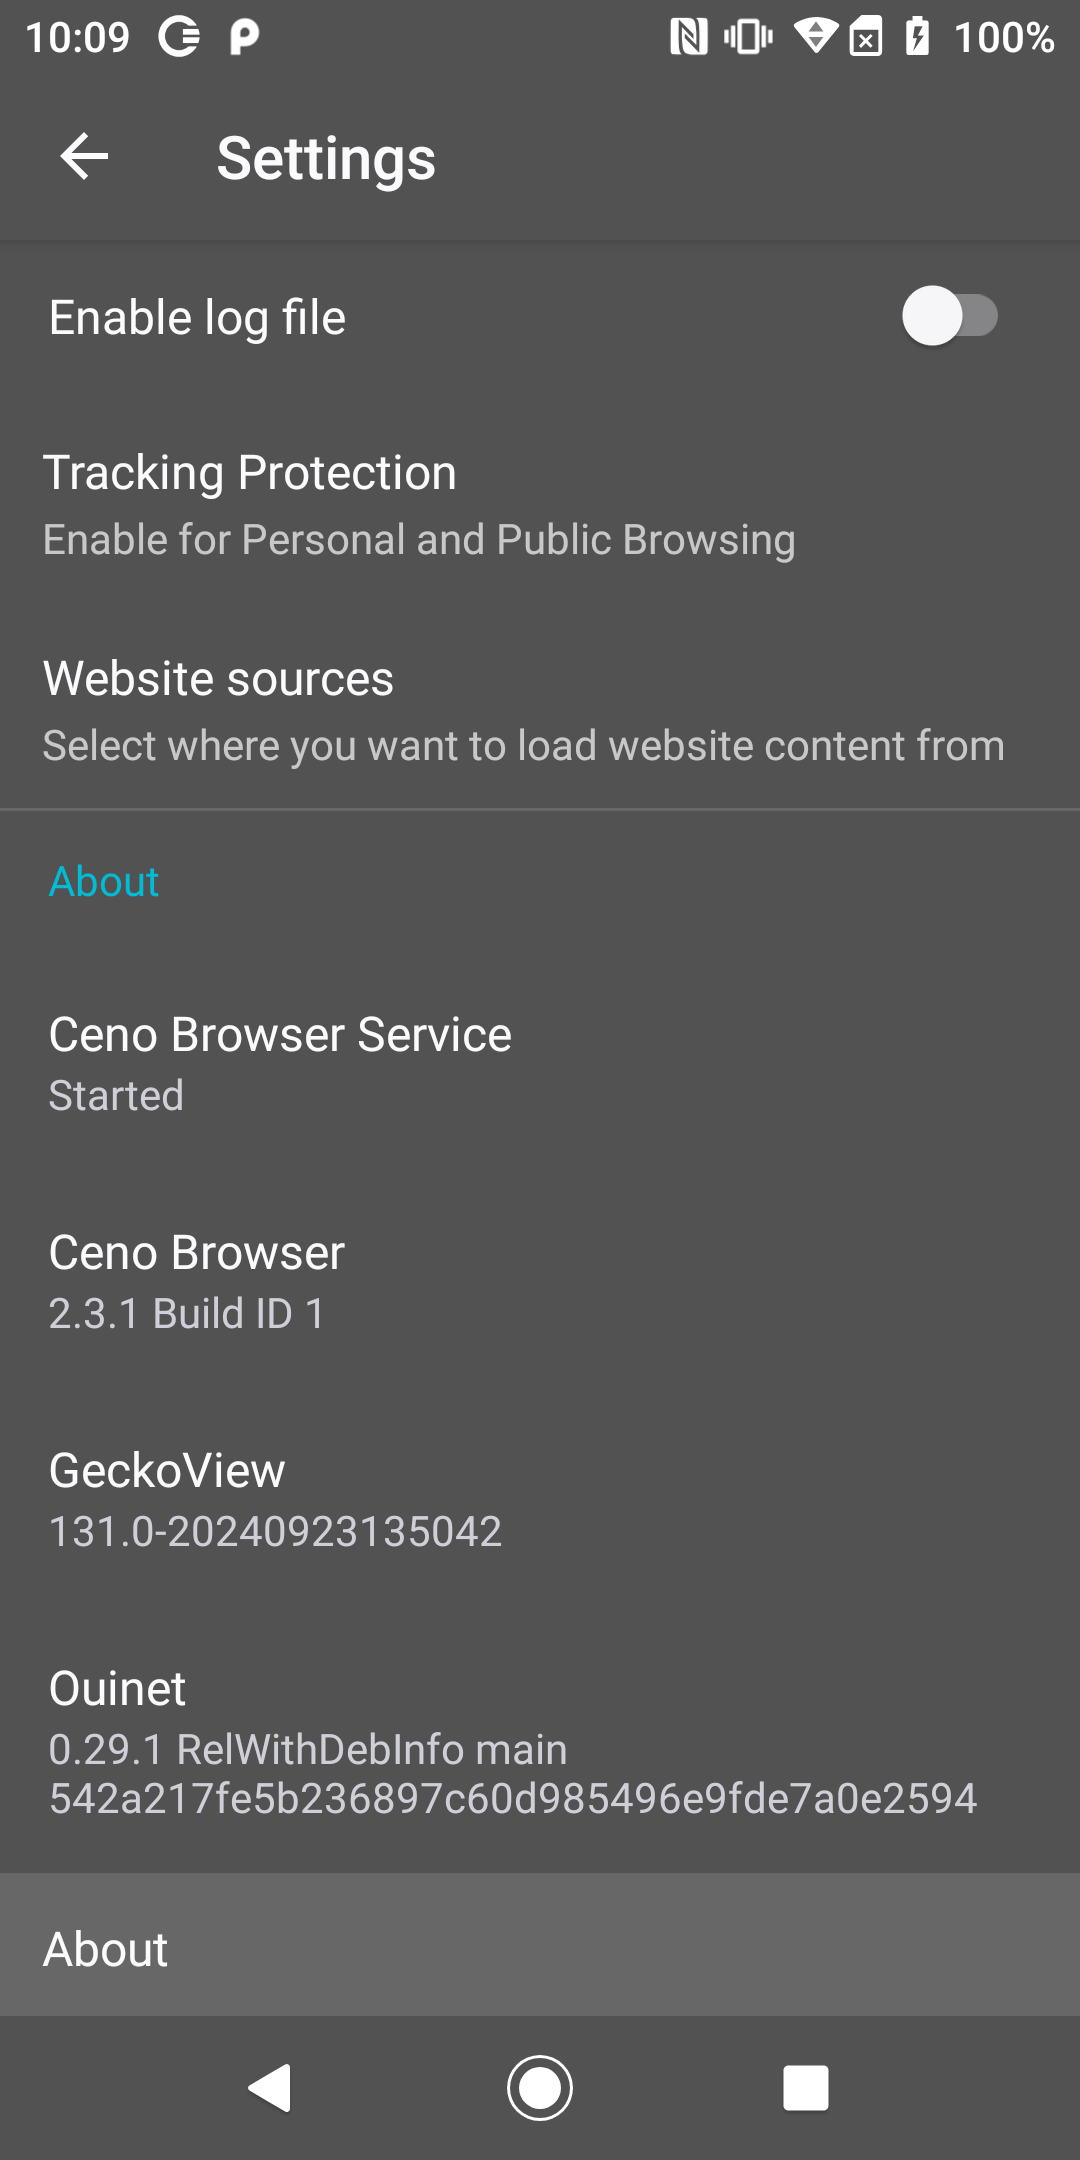 10:09
100%
Settings
Enable log file
Tracking Protection
Enable for Personal and Public Browsing
Website sources
Select where you want to load website content from
About
Ceno Browser Service
Started
Ceno Browser
2.3.1 Build ID 1
GeckoView
131.0-20240923135042
Ouinet
0.29.1 RelWithDebInfo main
542a217fe5b236897c60d985496e9fde7a0e2594
About